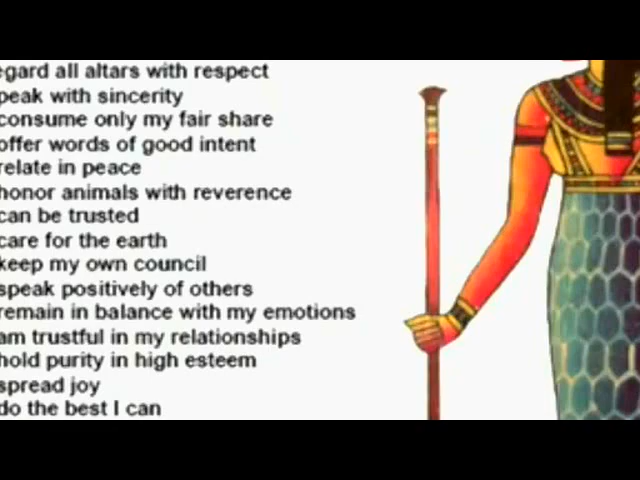 egard all altars with respect
peak with sincerity
consume only my fair share
offer words of good intent
relate in peace
honor animals with reverence
can be trusted
care for the earth
keep my own council
speak positively of others
remain in balance with my emotions
am trustful in my relationships
hold purity in high esteem
spread joy
do the best I can